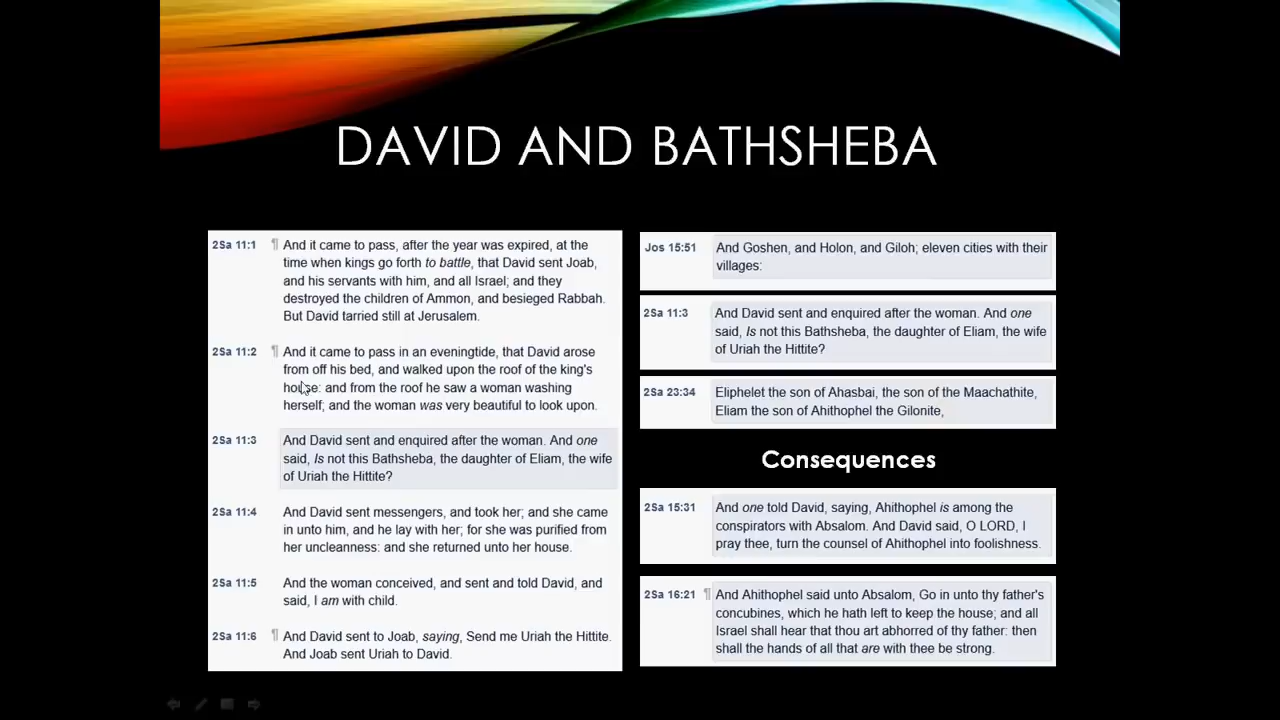 DAVID AND BATHSHEBA
2Sa 11:1 ¶ And it came to pass, after the year was expired, at the
time when kings go forth to battle, that David sent Joab,
and his servants with him, and all Israel; and they
destroyed the children of Ammon, and besieged Rabbah.
But David tarried still at Jerusalem.
2Sa 11:2 ¶ And it came to pass in an eveningtide, that David arose
from off his bed, and walked upon the roof of the king's
house: and from the roof he saw a woman washing
herself; and the woman was very beautiful to look upon.
2Sa 11:3 And David sent and enquired after the woman. And one
said, Is not this Bathsheba, the daughter of Eliam, the wife
of Uriah the Hittite?
2Sa 11:4 And David sent messengers, and took her; and she came
in unto him, and he lay with her; for she was purified from
her uncleanness: and she returned unto her house.
2Sa 11:5 And the woman conceived, and sent and told David, and
said, I am with child.
2Sa 11:6 ¶ And David sent to Joab, saying, Send me Uriah the Hittite.
And Joab sent Uriah to David.
Jos 15:51 And Goshen, and Holon, and Giloh; eleven cities with their
villages:
2Sa 11:3 And David sent and enquired after the woman. And one
said, Is not this Bathsheba, the daughter of Eliam, the wife
of Uriah the Hittite?
2Sa 23:34 Eliphelet the son of Ahasbai, the son of the Maachathite,
Eliam the son of Ahithophel the Gilonite,
Consequences
2Sa 15:31 And one told David, saying, Ahithophel is among the
conspirators with Absalom. And David said, O LORD, I
pray thee, turn the counsel of Ahithophel into foolishness.
2Sa 16:21 ¶ And Ahithophel said unto Absalom, Go in unto thy father's
concubines, which he hath left to keep the house; and all
Israel shall hear that thou art abhorred of thy father: then
shall the hands of all that are with thee be strong.